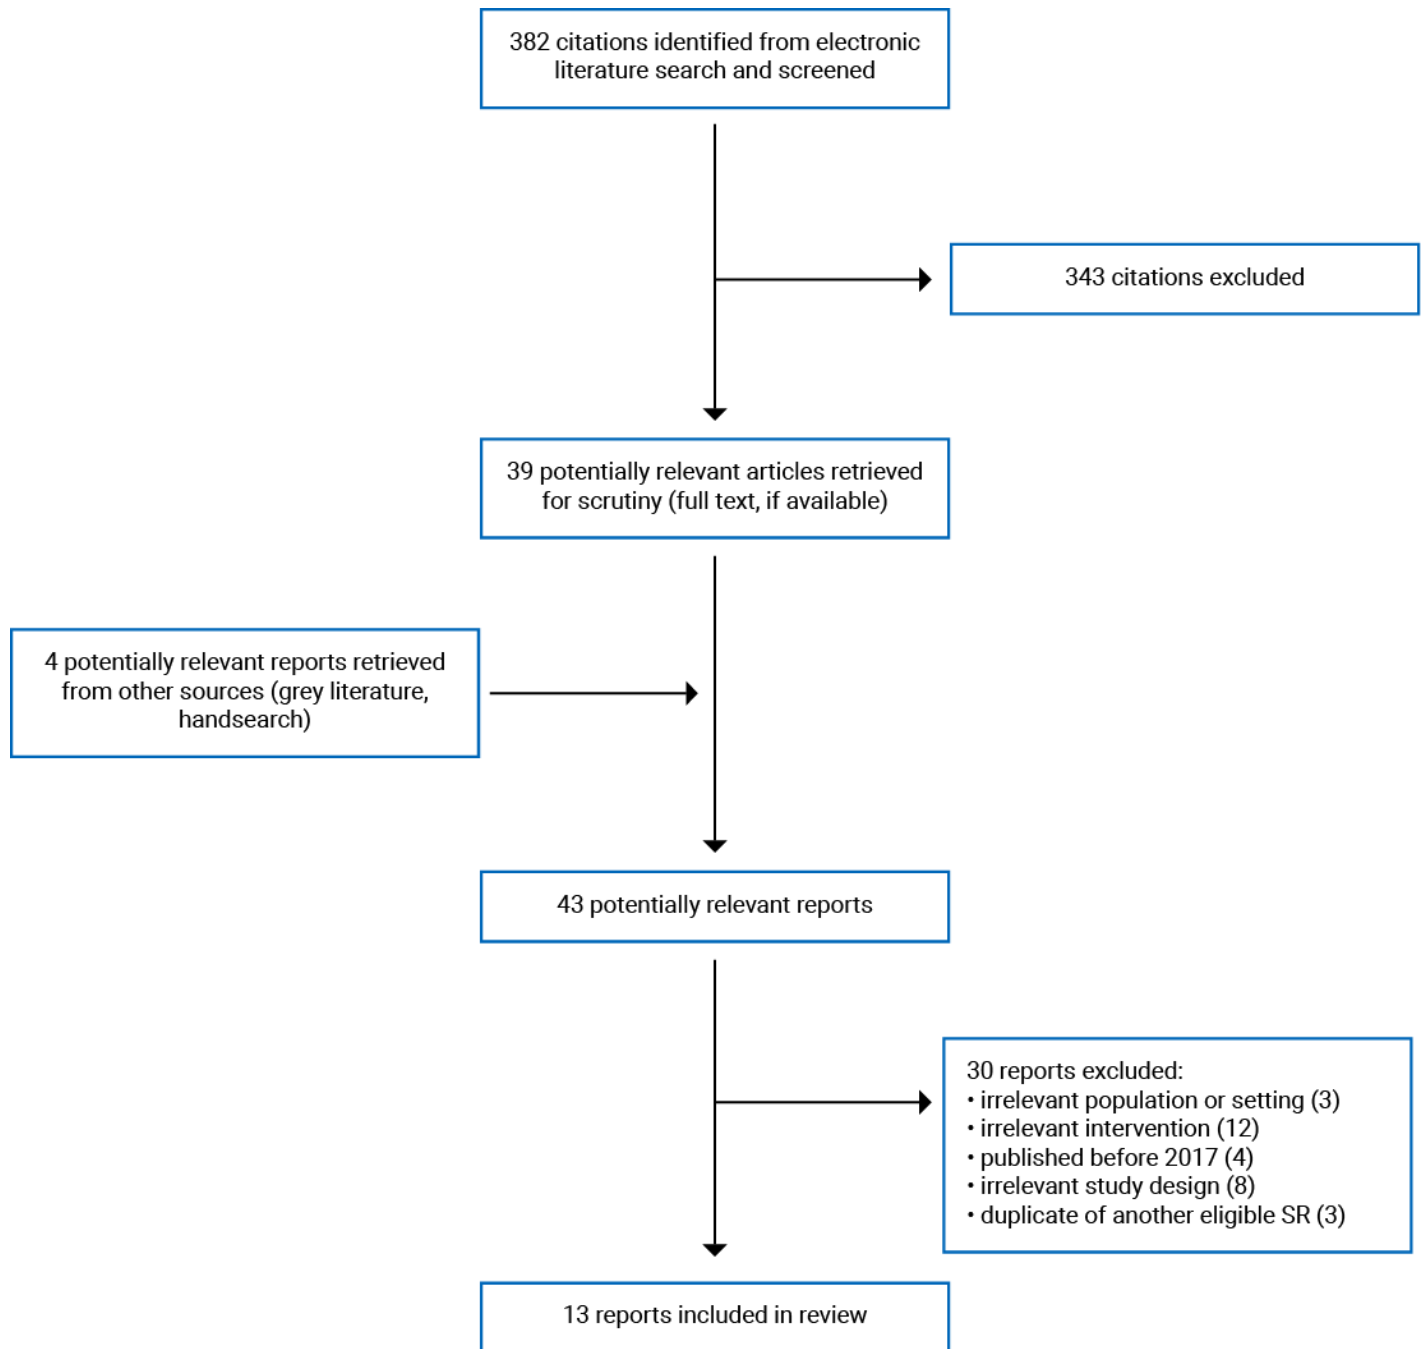 382 citations identified from electronic
literature search and screened
343 citations excluded
39 potentially relevant articles retrieved
for scrutiny (full text, if available)
4 potentially relevant reports retrieved
from other sources (grey literature,
handsearch)
43 potentially relevant reports
30 reports excluded:
• irrelevant population or setting (3)
• irrelevant intervention (12)
• published before 2017 (4)
• irrelevant study design (8)
• duplicate of another eligible SR (3)
13 reports included in review